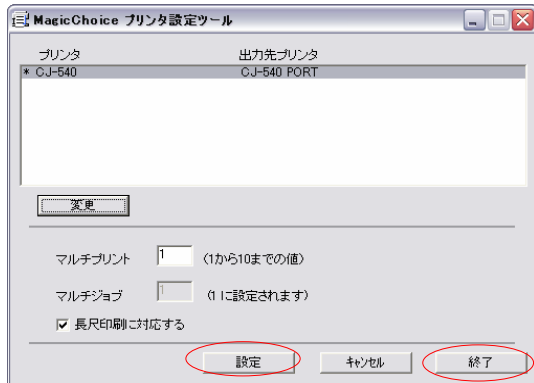 MagicChoice プリンタ設定ツール
プリンタ 出力先プリンタ
* CJ-540 CJ-540 PORT
変更
マルチプリント 1 (1から10までの値)
マルチジョブ 1 (1に設定されます)
長尺印刷に対応する
設定 キャンセル 終了